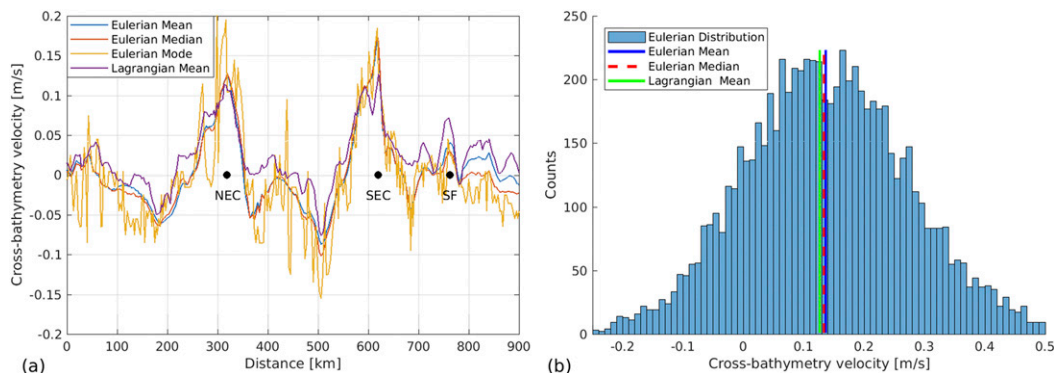 Eulerian Mean
Eulerian Median
Eulerian Mode
Lagrangian Mean
Cross-bathymetry velocity [m/s]
0.2
0.15
0.1
0.05
0
-0.05
-0.1
-0.15
-0.2
NEC
SEC
SF
0 100 200 300 400 500 600 700 800 900
(a)
Distance [km]
Eulerian Distribution
Eulerian Mean
Eulerian Median
Lagrangian Mean
Counts
250
200
150
100
50
0
-0.2 -0.1 0 0.1 0.2 0.3 0.4 0.5
(b)
Cross-bathymetry velocity [m/s]